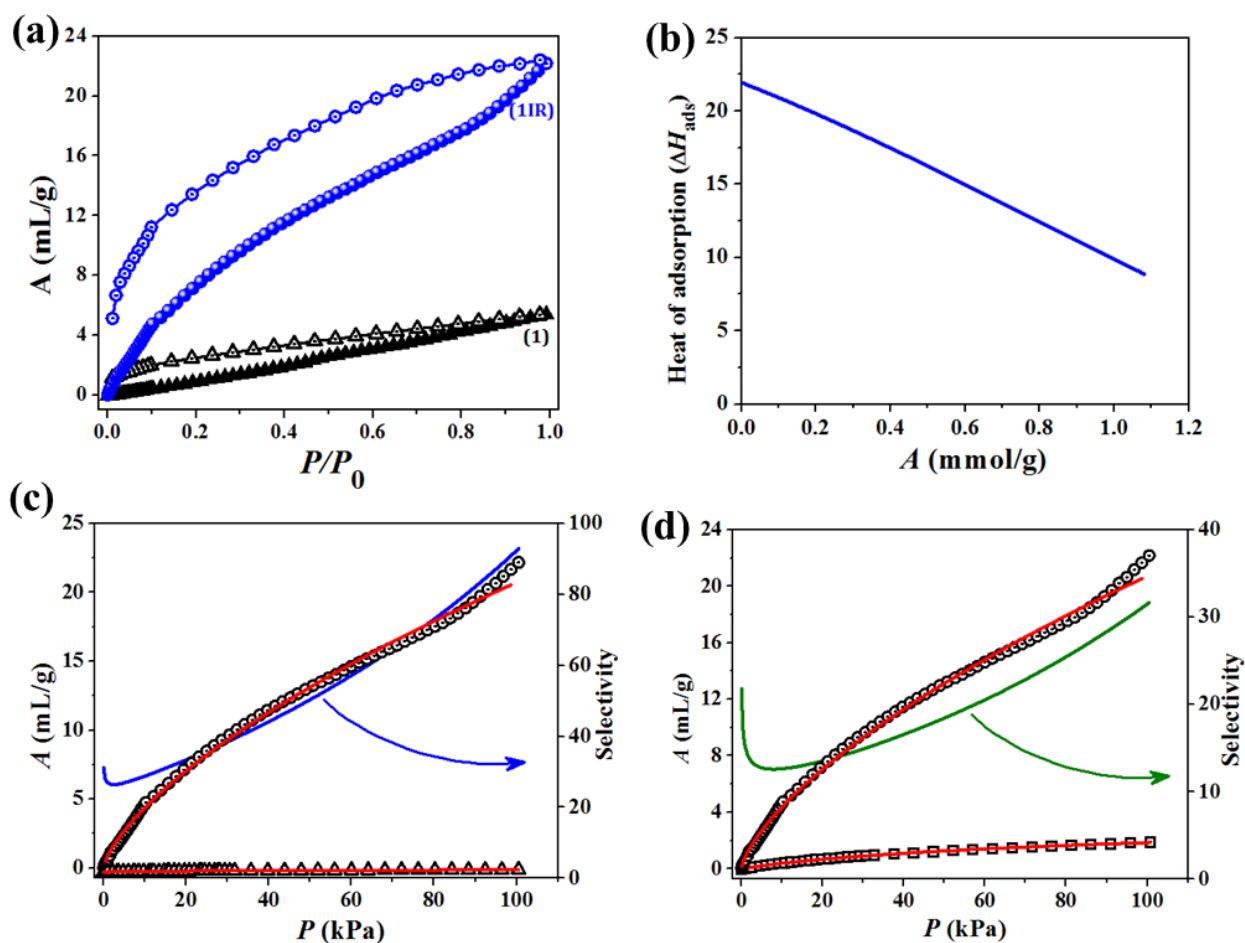 (a)
24
20
16
12
8
4
0
A (mL/g)
(1IR)
(1)
0.0 0.2 0.4 0.6 0.8 1.0
P/P0
(b)
25
20
15
10
5
0
Heat of adsorption (ΔHads)
0.0 0.2 0.4 0.6 0.8 1.0 1.2
A (mmol/g)
(c)
25
20
15
10
5
0
A (mL/g)
100
80
60
40
20
0
Selectivity
0 20 40 60 80 100
P (kPa)
(d)
24
20
16
12
8
4
0
A (mL/g)
40
30
20
10
0
Selectivity
0 20 40 60 80 100
P (kPa)